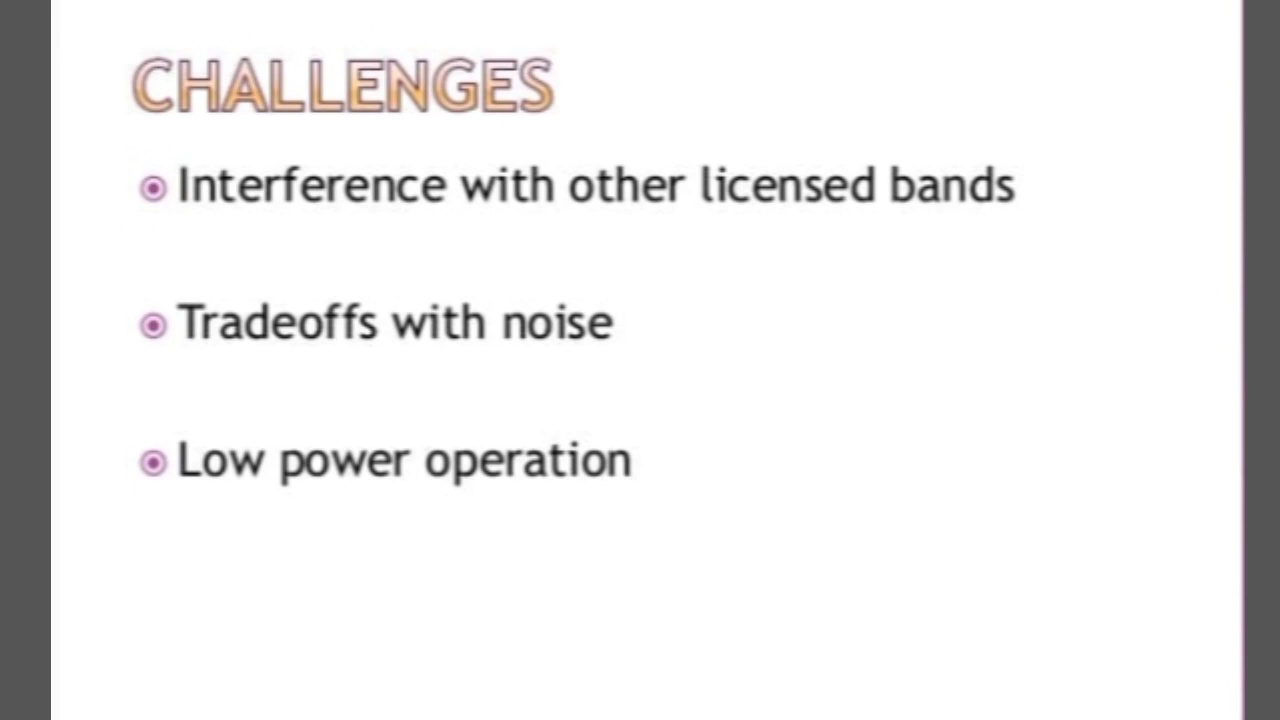 CHALLENGES
Interference with other licensed bands
Tradeoffs with noise
Low power operation